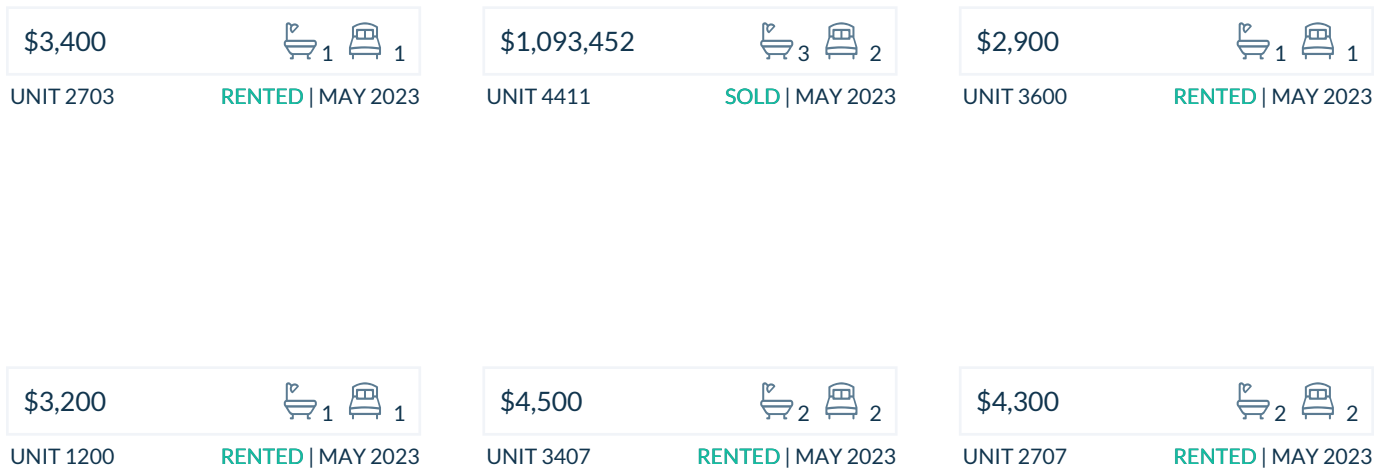 $3,400 1 1
UNIT 2703 RENTED | MAY 2023
$1,093,452 3 2
UNIT 4411 SOLD | MAY 2023
$2,900 1 1
UNIT 3600 RENTED | MAY 2023
$3,200 1 1
UNIT 1200 RENTED | MAY 2023
$4,500 2 2
UNIT 3407 RENTED | MAY 2023
$4,300 2 2
UNIT 2707 RENTED | MAY 2023